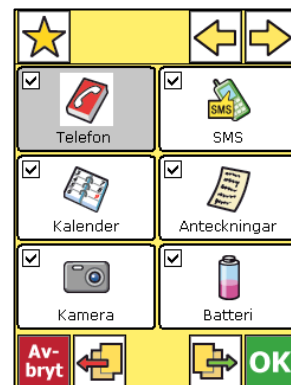 Telefon
SMS
SMS
Kalender
Anteckningar
Kamera
Batteri
Av-
bryt
OK